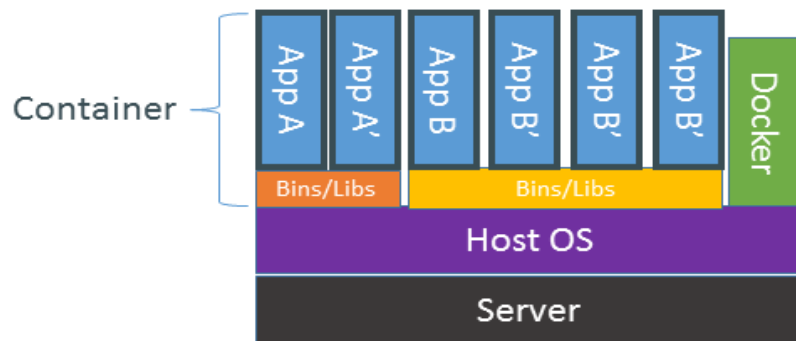 Container
App A
App A’
App B
App B’
App B’
App B’
Docker
Bins/Libs
Bins/Libs
Host OS
Server